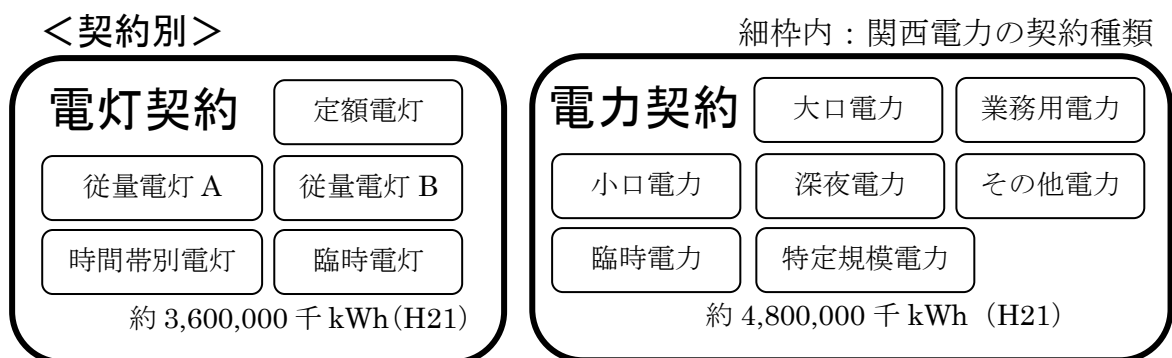 ＜契約別＞
細枠内：関西電力の契約種類
電灯契約
定額電灯
従量電灯 A
従量電灯 B
時間帯別電灯
臨時電灯
約 3,600,000 千 kWh(H21)
電力契約
大口電力
業務用電力
小口電力
深夜電力
その他電力
臨時電力
特定規模電力
約 4,800,000 千 kWh（H21）